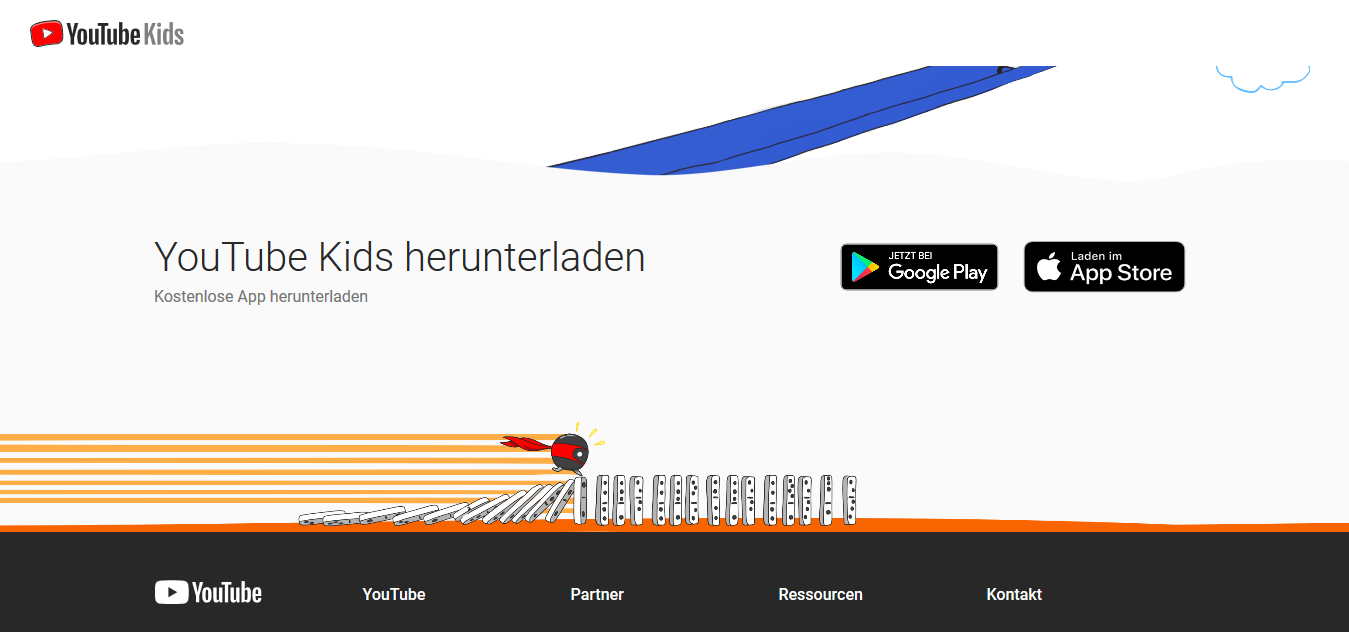 YouTube Kids
YouTube Kids herunterladen
Kostenlose App herunterladen
JETZT BEI
Google Play
Laden im
App Store
YouTube
YouTube
Partner
Ressourcen
Kontakt